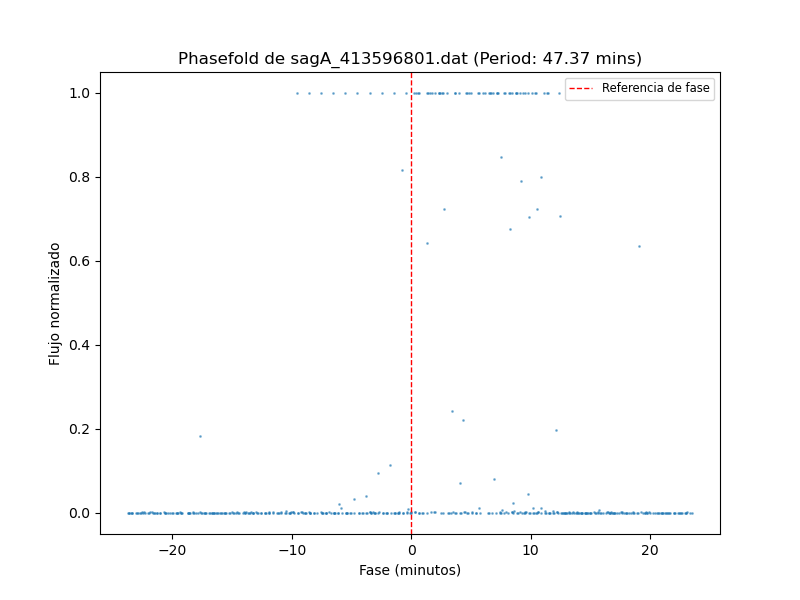 Phasefold de sagA_413596801.dat (Period: 47.37 mins)
Referencia de fase
Flujo normalizado
1.0
0.8
0.6
0.4
0.2
0.0
−20
−10
0
10
20
Fase (minutos)